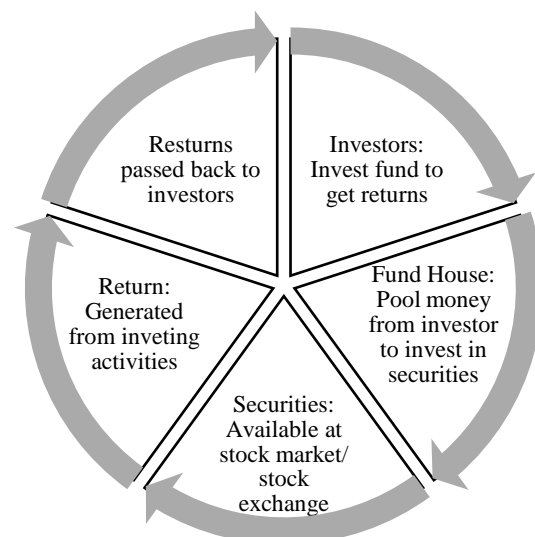 Investors:
Invest fund to
get returns
Fund House:
Pool money
from investor
to invest in
securities
Securities:
Available at
stock market/
stock
exchange
Return:
Generated
from inveting
activities
Resturns
passed back to
investors